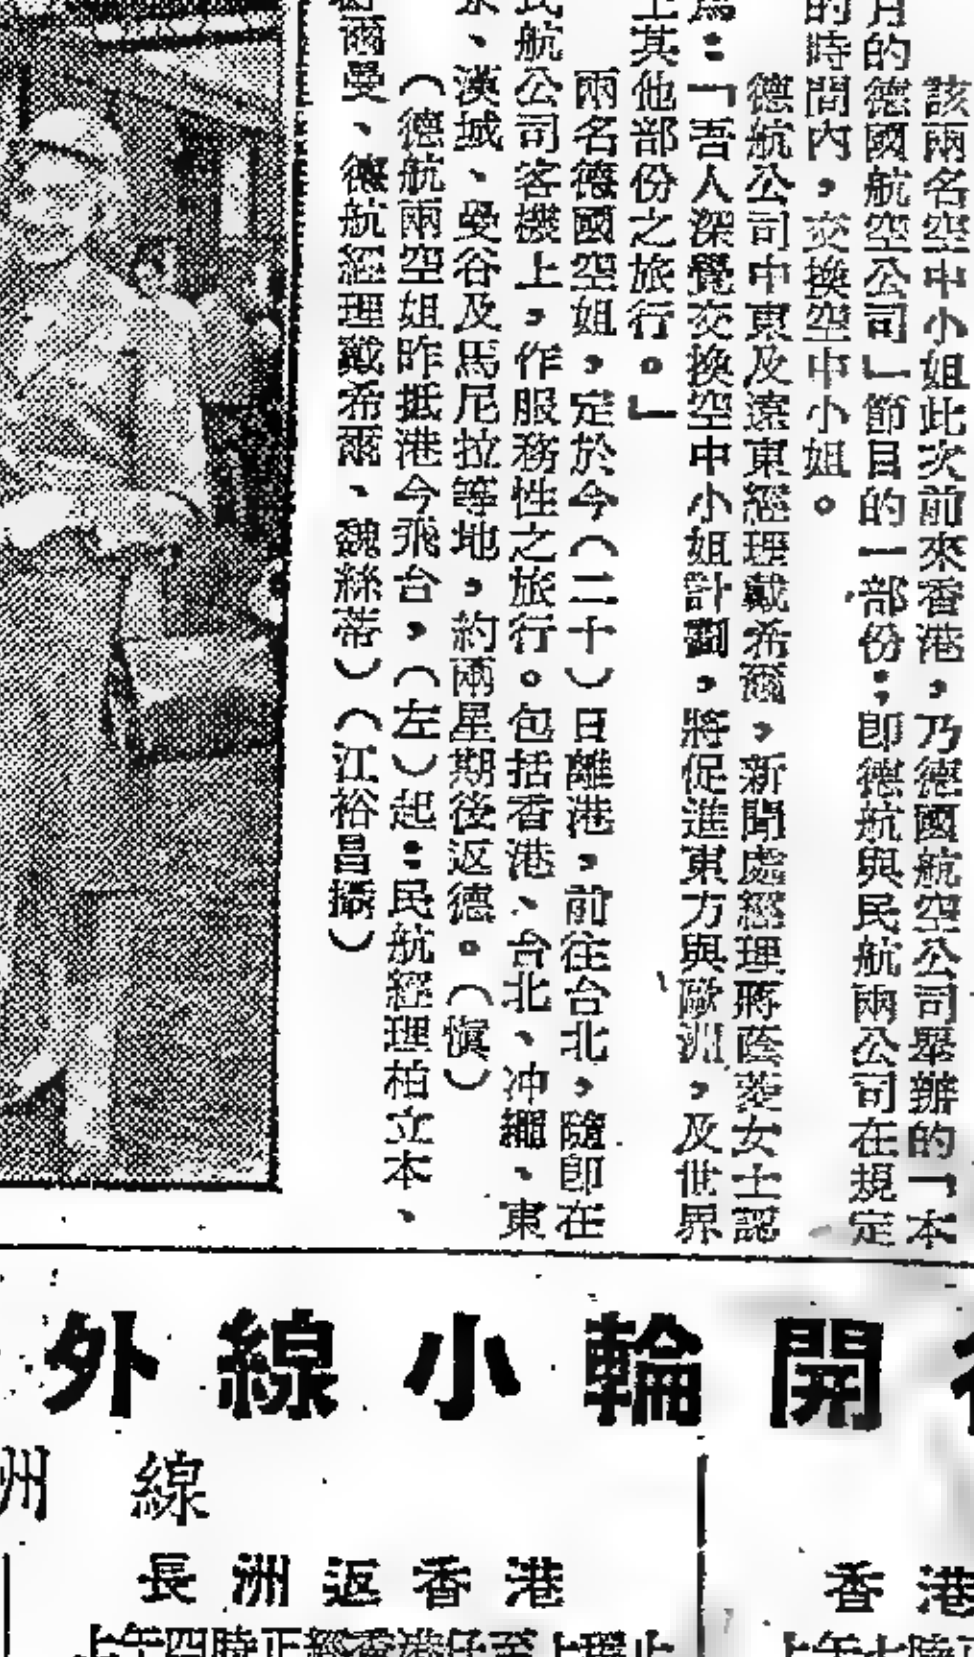 該兩名空中小姐此次前來香港，乃德國航空公司舉辦的「本
月的德國航空公司」節目的一部份；卽德航與民航兩公司在規定
的時間內，交換空中小姐。
德航公司中東及遠東經理戴希爾，新聞處經理蔣蔭菱女士認
爲：「吾人深覺交換空中小姐計劃，將促進東方與歐洲，及世界
上其他部份之旅行。」
兩名德國空姐，定於今（二十）日離港，前往台北，隨卽在
民航公司客機上，作服務性之旅行。包括香港、台北、冲繩、東
京、漢城、曼谷及馬尼拉等地，約兩星期後返德。（愼）
（德航兩空姐昨抵港今飛台，（左）起：民航經理柏立本、
爾曼、德航經理戴希爾、魏絲蒂）（江裕昌攝）
外線小輪開
洲線
長洲返香港
香港